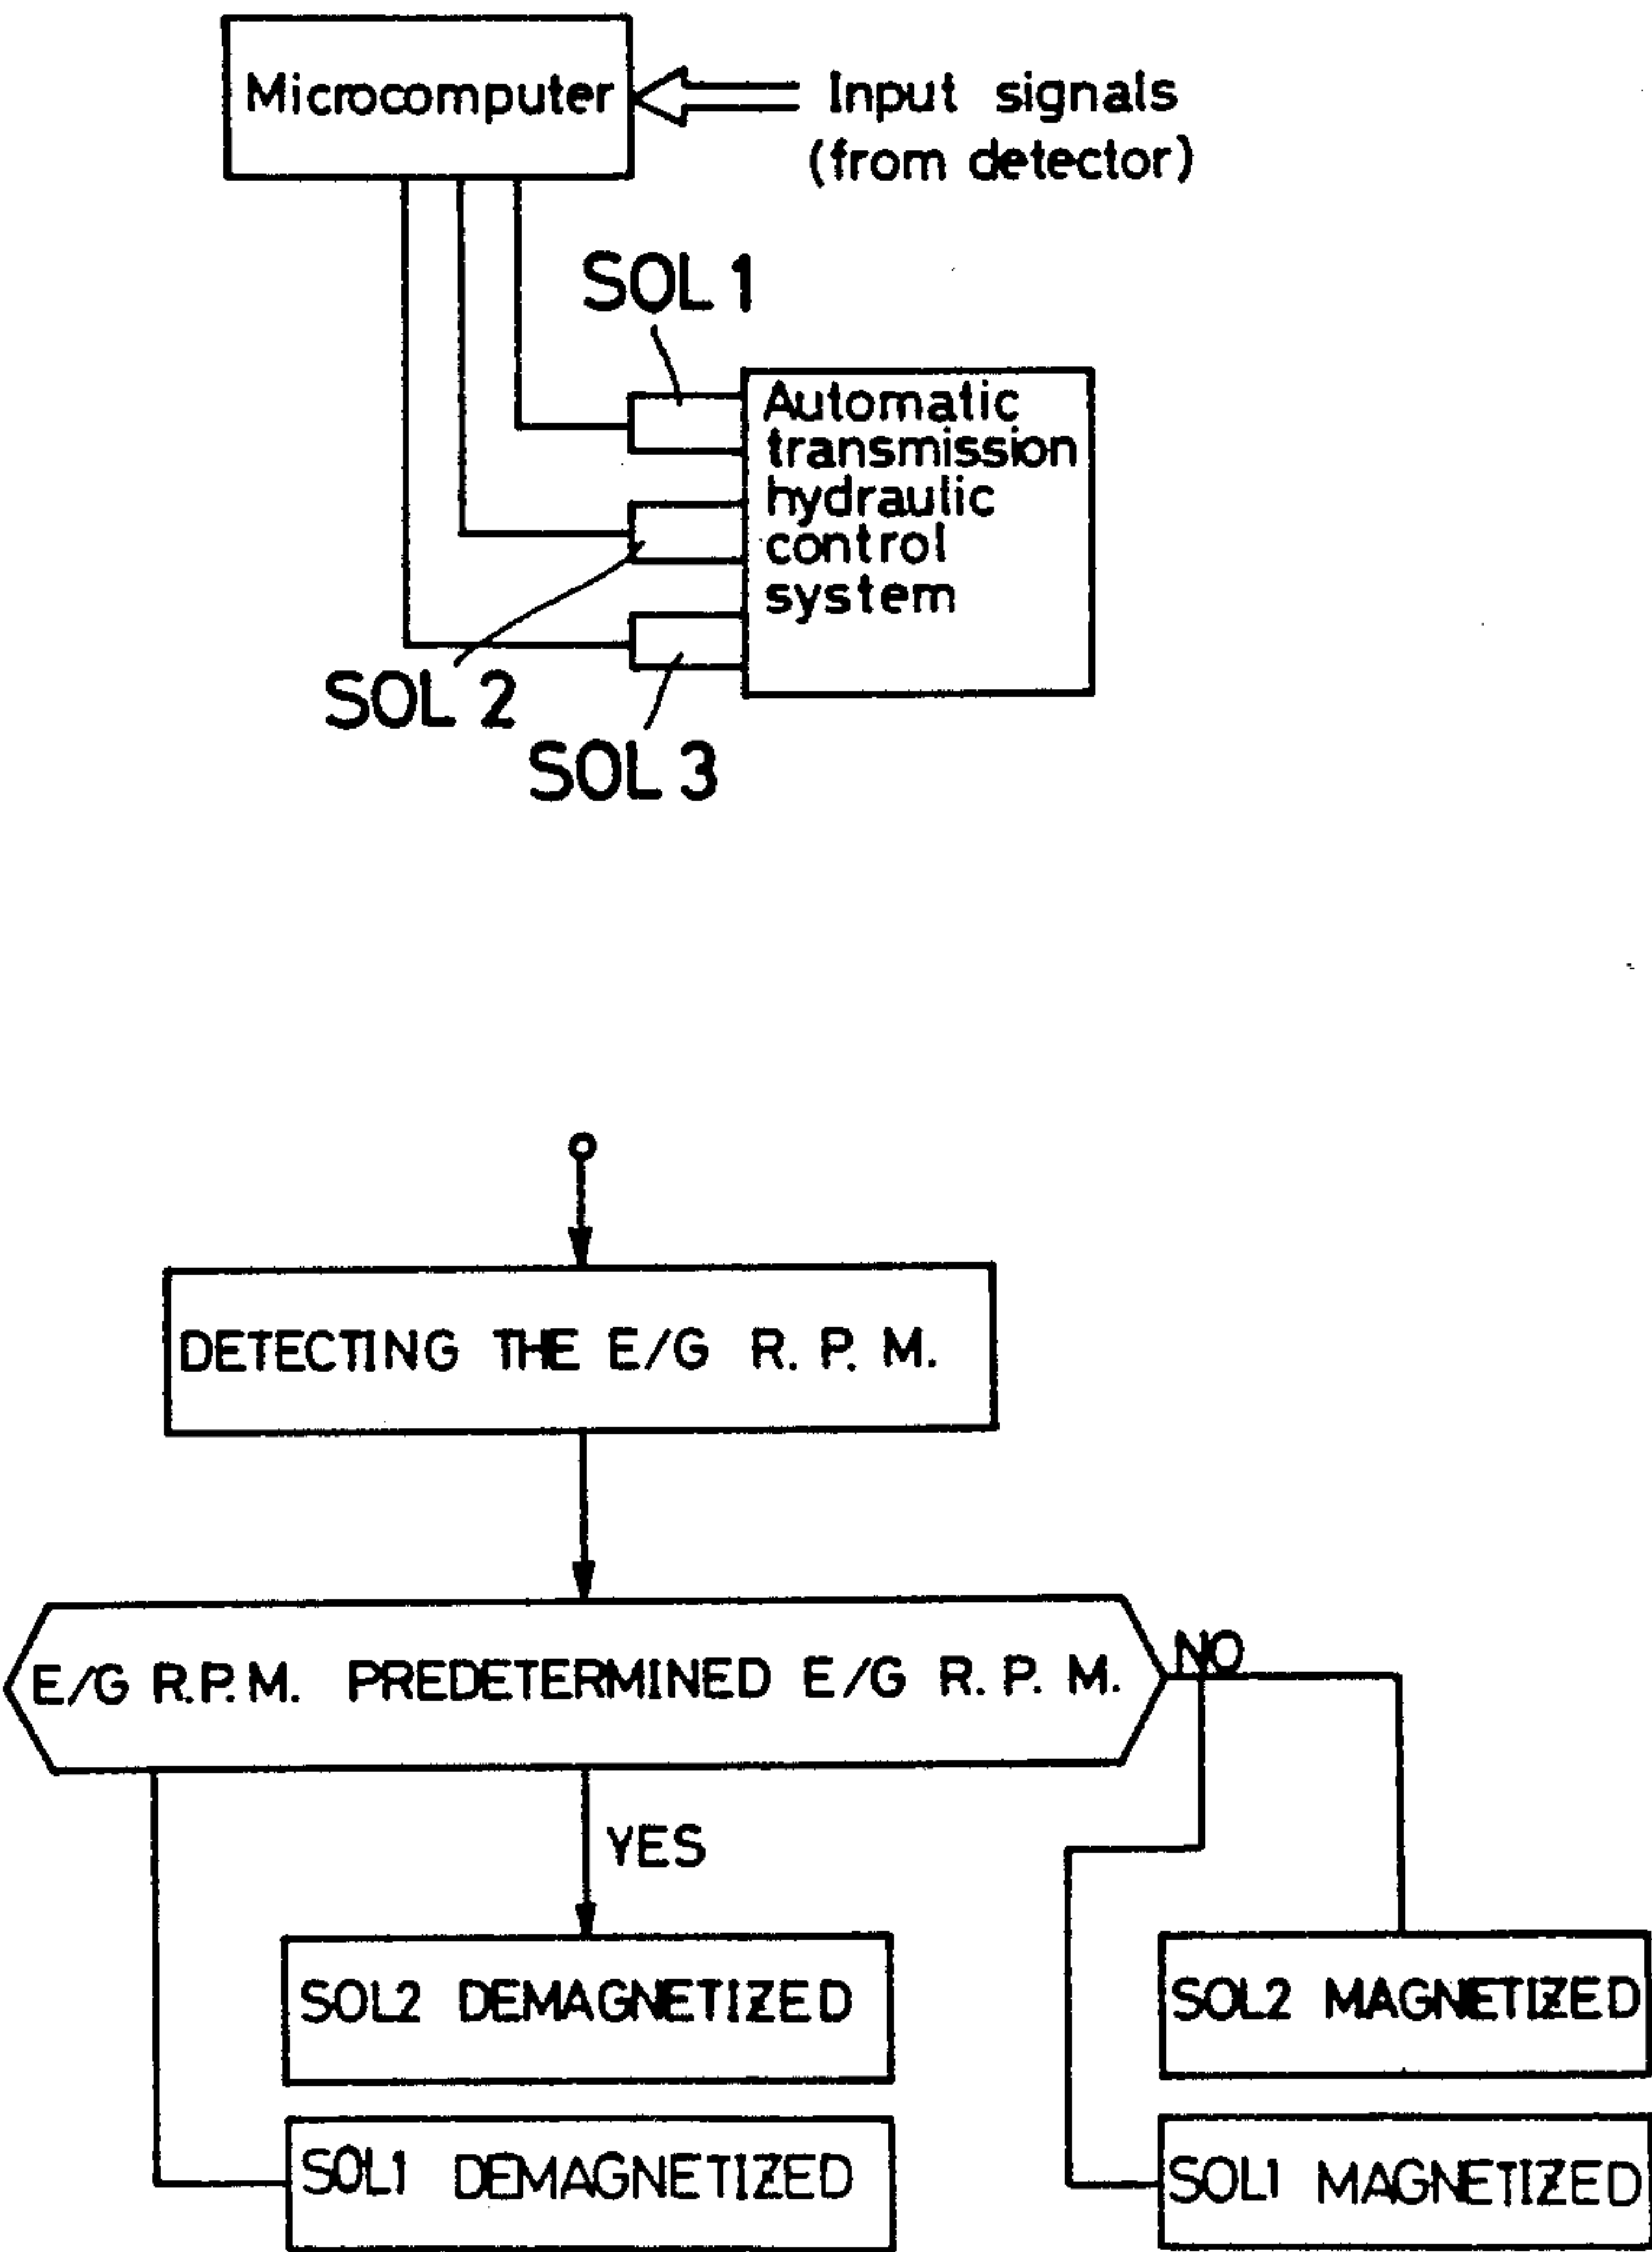 Microcomputer
Input signals
(from detector)
SOL 1
Automatic
transmission
hydraulic
control
system
SOL 2
SOL 3
DETECTING THE E/G R. P. M.
E/G R.P.M. PREDETERMINED E/G R. P. M.
NO
YES
SOL2 DEMAGNETIZED
SOL2 MAGNETIZED
SOL1 DEMAGNETIZED
SOL1 MAGNETIZED